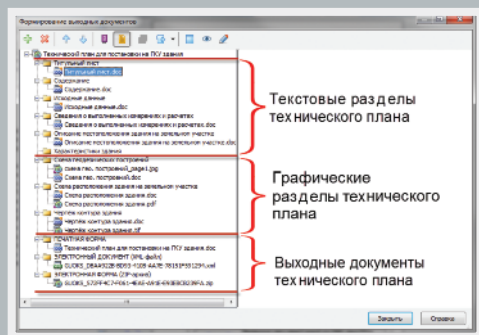 Формирование выходных документов
Технический план для постановки на ГКУ здания
Титульный лист
Титульный лист.doc
Содержание
Содержание.doc
Исходные данные
Исходные данные.doc
Сведения о выполненных измерениях и расчетах
Сведения о выполненных измерениях и расчетах.doc
Описание местоположения здания на земельном участке
Описание местоположения здания на земельном участке.doc
Характеристики здания
Схема геодезических построений
схема гео. построений_page1.jpg
Схема гео. построений.doc
Схема расположения здания на земельном участке
Схема расположения здания.doc
Схема расположения здания.pdf
Чертеж контура здания
Чертёж контура здания.doc
Чертёж контура здания.tif
ПЕЧАТНАЯ ФОРМА
Технический план для постановки на ГКУ здания.doc
ЭЛЕКТРОННЫЙ ДОКУМЕНТ (XML-файл)
ЭЛЕКТРОННАЯ ФОРМА (ZIP-архив)
Текстовые разделы
технического плана
Графические
разделы технического
плана
Выходные документы
технического плана
Закрыть
Справка